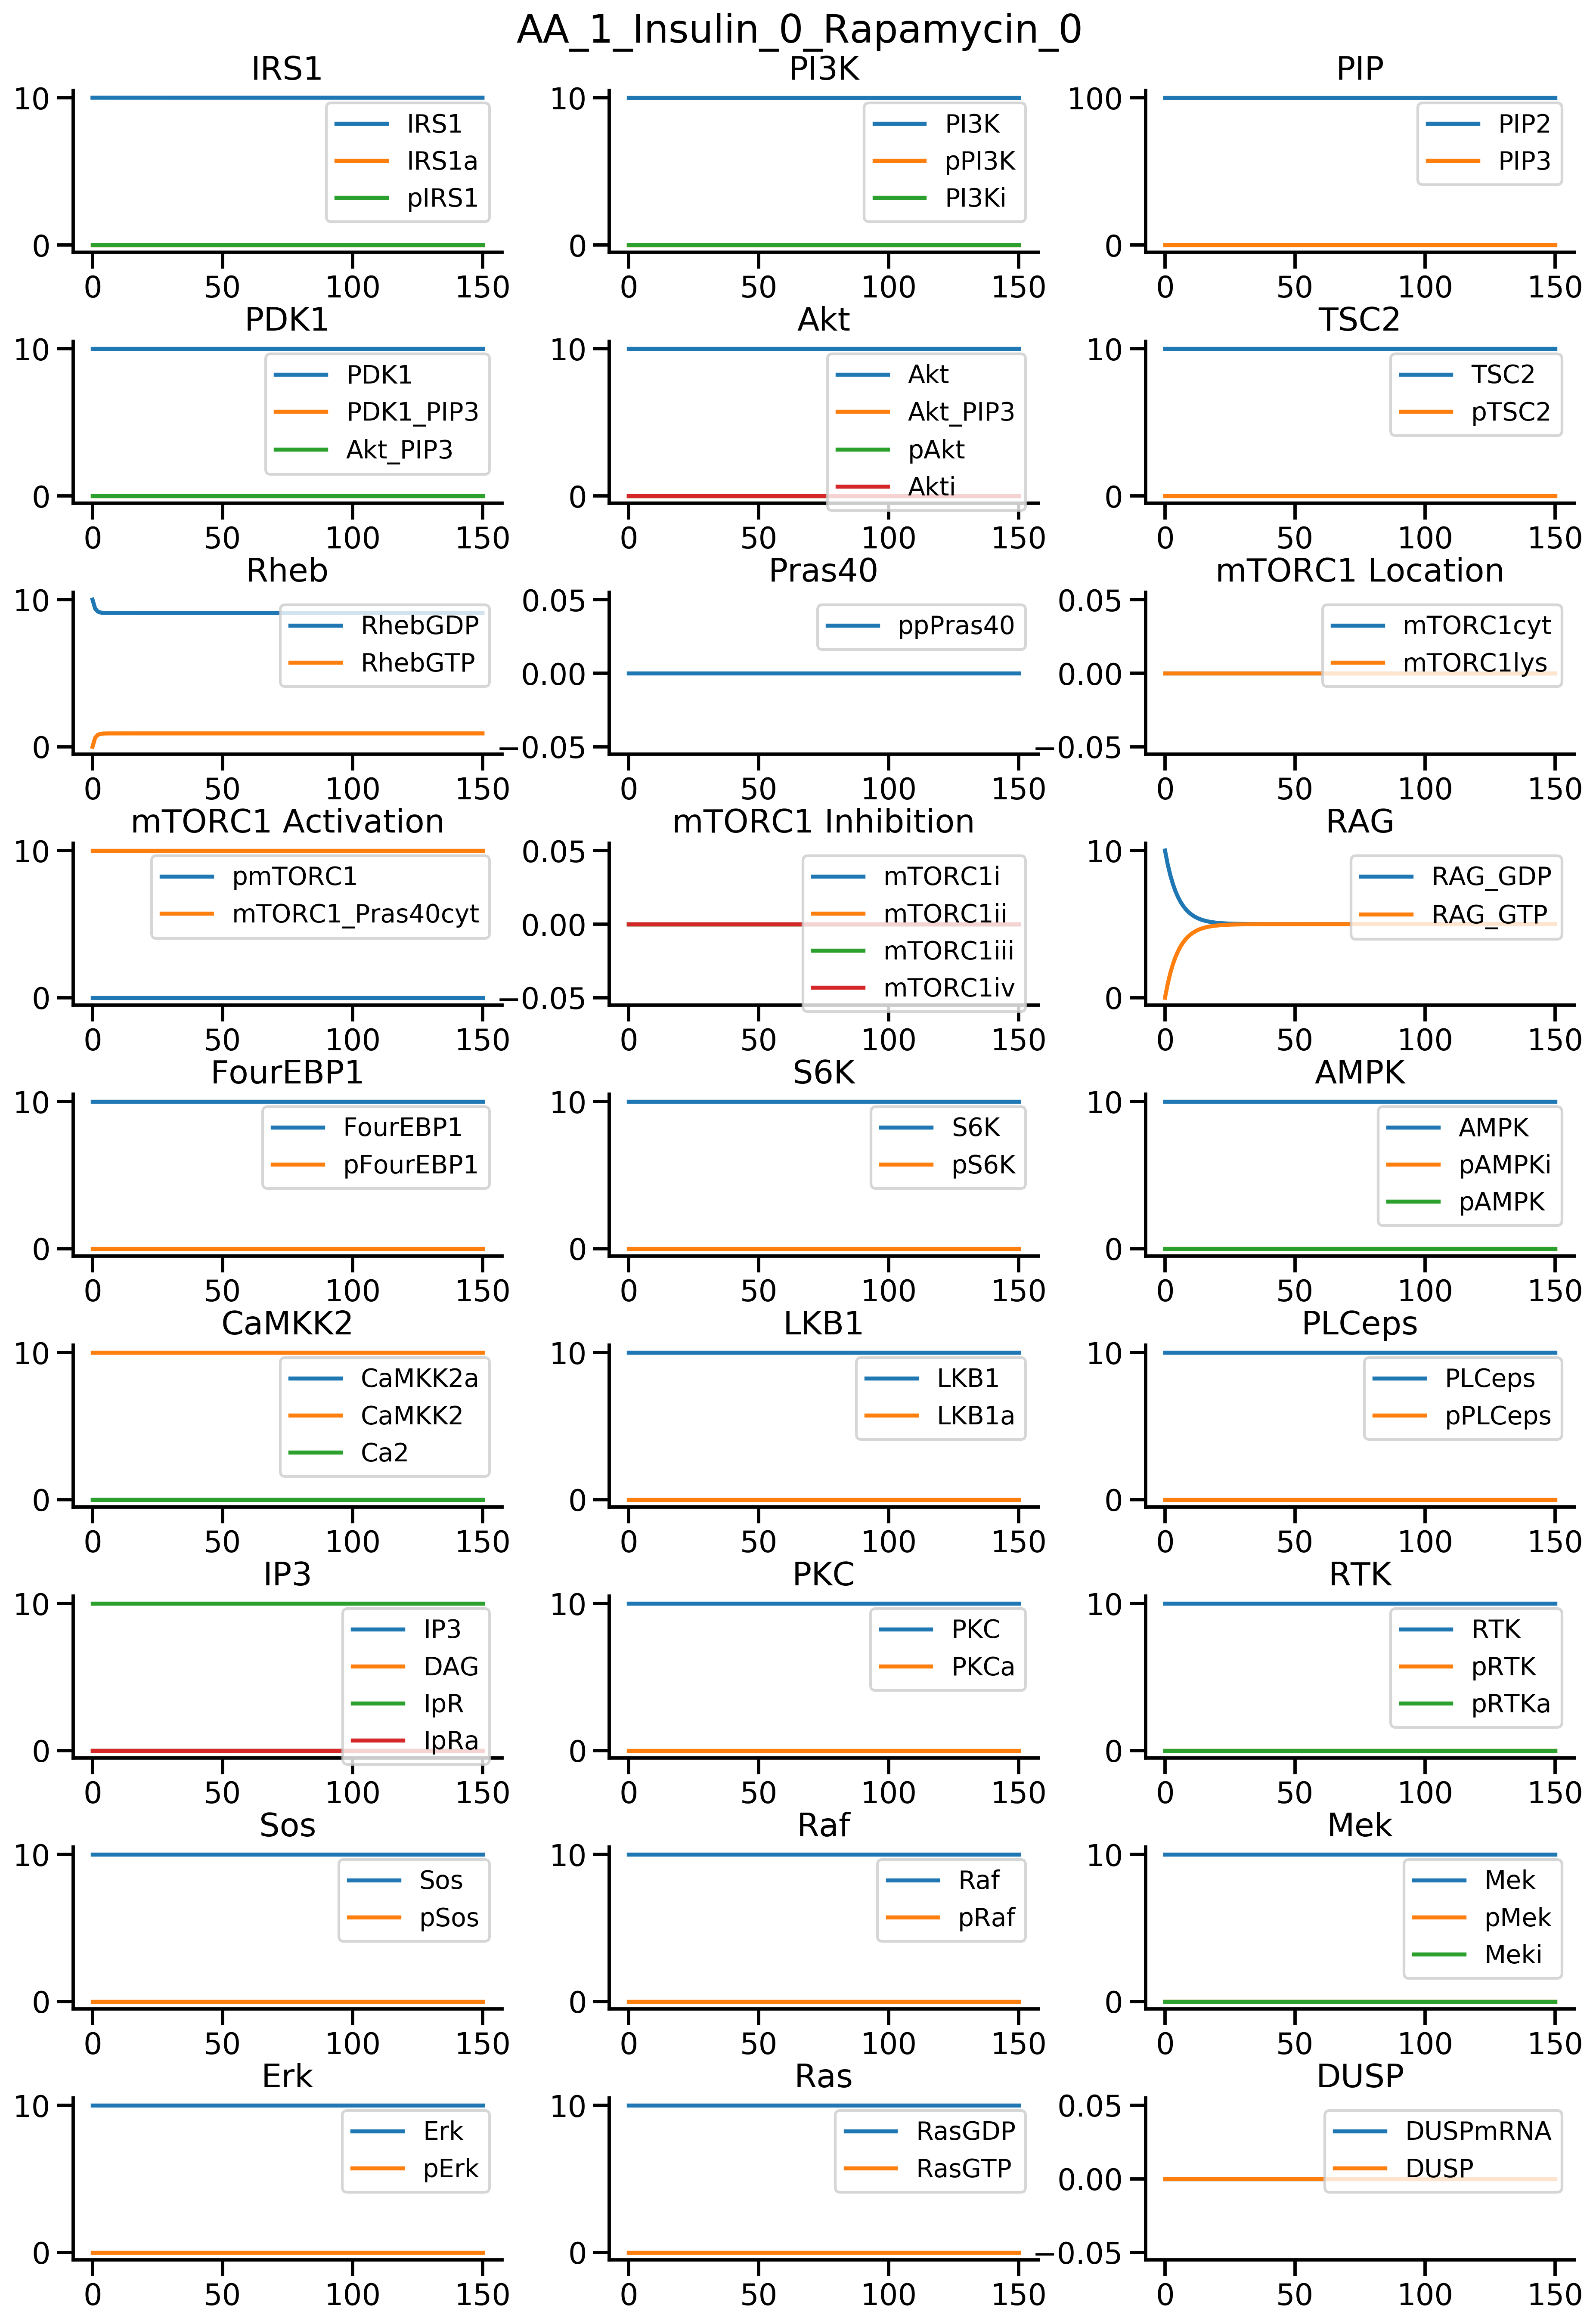 AA_1_Insulin_0_Rapamycin_0
IRS1
10
0
0 50 100 150
IRS1
IRS1a
pIRS1
PI3K
10
0
0 50 100 150
PI3K
pPI3K
PI3Ki
PIP
100
0
0 50 100 150
PIP2
PIP3
PDK1
10
0
0 50 100 150
PDK1
PDK1_PIP3
Akt_PIP3
Akt
10
0
0 50 100 150
Akt
Akt_PIP3
pAkt
Akti
TSC2
10
0
0 50 100 150
TSC2
pTSC2
Rheb
10
0
0 50 100 150
RhebGDP
RhebGTP
Pras40
0.05
0.00
−0.05
0 50 100 150
ppPras40
mTORC1 Location
0.05
0.00
−0.05
0 50 100 150
mTORC1cyt
mTORC1lys
mTORC1 Activation
10
0
0 50 100 150
pmTORC1
mTORC1_Pras40cyt
mTORC1 Inhibition
0.05
0.00
−0.05
0 50 100 150
mTORC1i
mTORC1ii
mTORC1iii
mTORC1iv
RAG
10
0
0 50 100 150
RAG_GDP
RAG_GTP
FourEBP1
10
0
0 50 100 150
FourEBP1
pFourEBP1
S6K
10
0
0 50 100 150
S6K
pS6K
AMPK
10
0
0 50 100 150
AMPK
pAMPKi
pAMPK
CaMKK2
10
0
0 50 100 150
CaMKK2a
CaMKK2
Ca2
LKB1
10
0
0 50 100 150
LKB1
LKB1a
PLCeps
10
0
0 50 100 150
PLCeps
pPLCeps
IP3
10
0
0 50 100 150
IP3
DAG
IpR
IpRa
PKC
10
0
0 50 100 150
PKC
PKCa
RTK
10
0
0 50 100 150
RTK
pRTK
pRTKa
Sos
10
0
0 50 100 150
Sos
pSos
Raf
10
0
0 50 100 150
Raf
pRaf
Mek
10
0
0 50 100 150
Mek
pMek
Meki
Erk
10
0
0 50 100 150
Erk
pErk
Ras
10
0
0 50 100 150
RasGDP
RasGTP
DUSP
0.05
0.00
−0.05
0 50 100 150
DUSPmRNA
DUSP